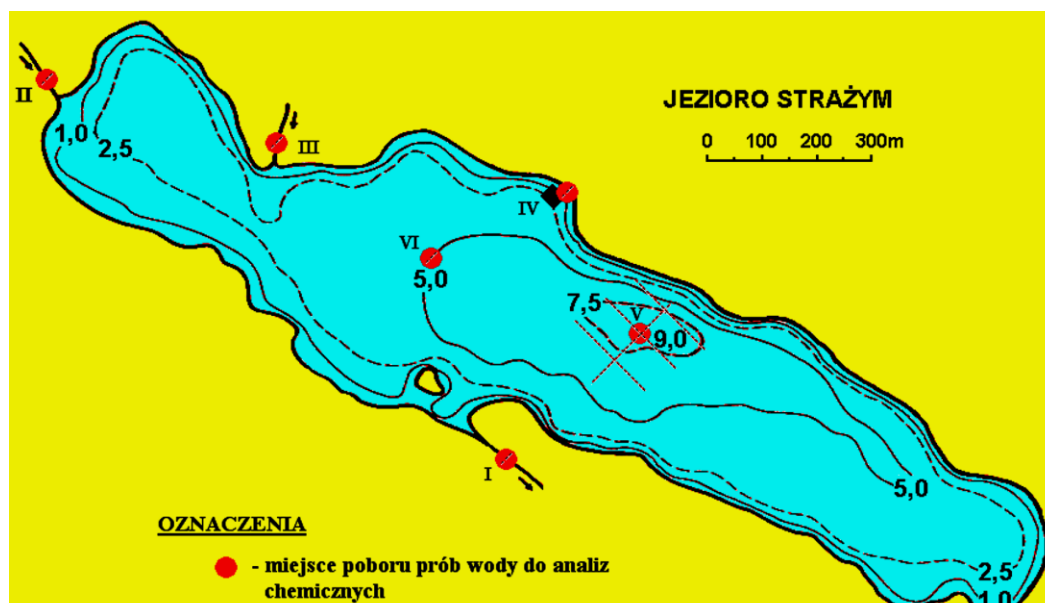 JEZIORO STRAŻYM
0 100 200 300m
II
1,0
2,5
III
IV
VI
5,0
7,5
V
9,0
I
5,0
2,5
1,0
OZNACZENIA
- miejsce poboru prób wody do analiz
chemicznych